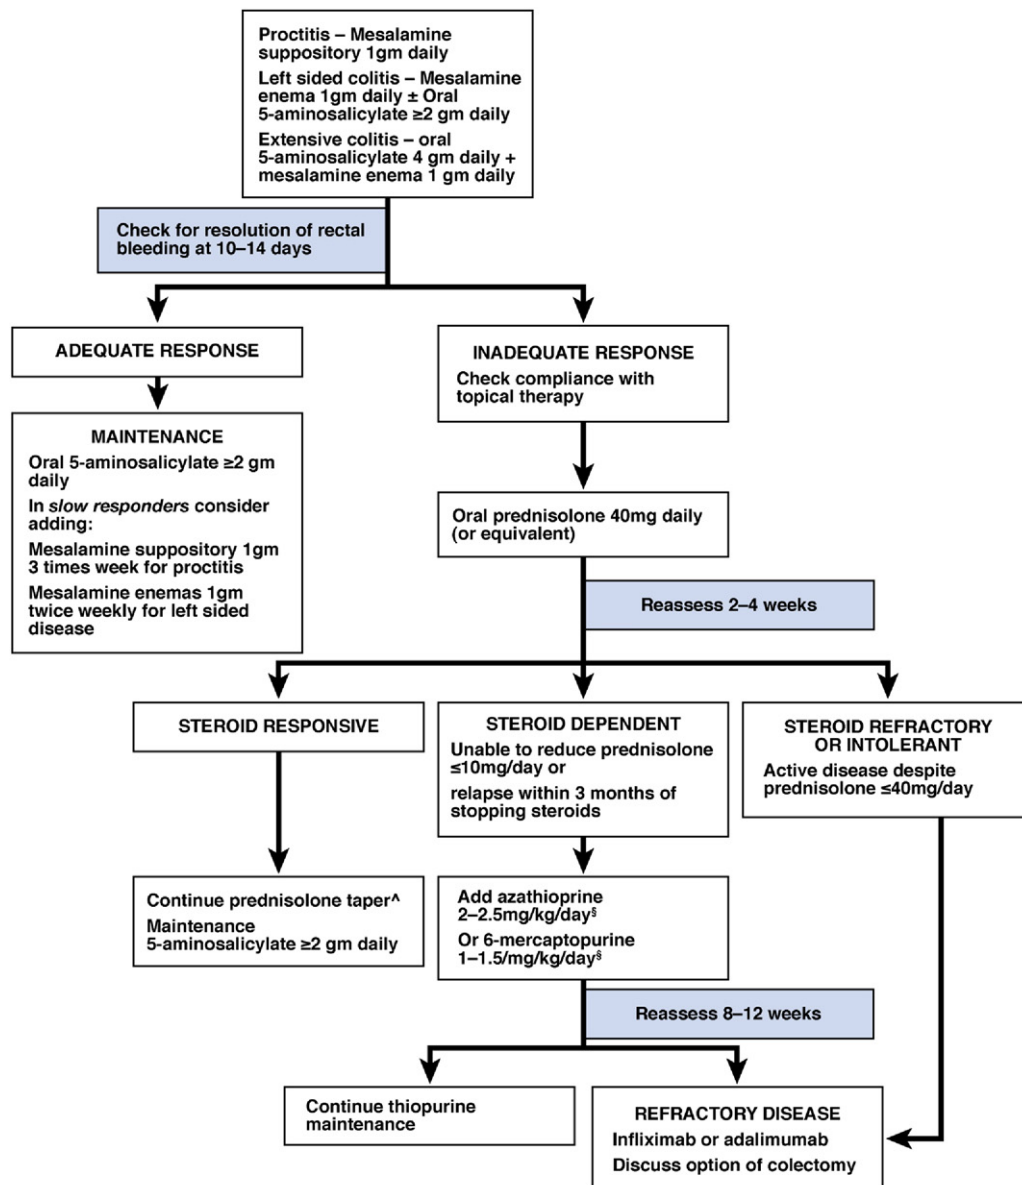 Proctitis – Mesalamine
suppository 1gm daily
Left sided colitis – Mesalamine
enema 1gm daily ± Oral
5-aminosalicylate ≥2 gm daily
Extensive colitis – oral
5-aminosalicylate 4 gm daily +
mesalamine enema 1 gm daily
Check for resolution of rectal
bleeding at 10–14 days
ADEQUATE RESPONSE
INADEQUATE RESPONSE
Check compliance with
topical therapy
MAINTENANCE
Oral 5-aminosalicylate ≥2 gm
daily
In slow responders consider
adding:
Mesalamine suppository 1gm
3 times week for proctitis
Mesalamine enemas 1gm
twice weekly for left sided
disease
Oral prednisolone 40mg daily
(or equivalent)
Reassess 2–4 weeks
STEROID RESPONSIVE
STEROID DEPENDENT
Unable to reduce prednisolone
≤10mg/day or
relapse within 3 months of
stopping steroids
STEROID REFRACTORY
OR INTOLERANT
Active disease despite
prednisolone ≤40mg/day
Continue prednisolone taper^
Maintenance
5-aminosalicylate ≥2 gm daily
Add azathioprine
2–2.5mg/kg/day§
Or 6-mercaptopurine
1–1.5/mg/kg/day§
Reassess 8–12 weeks
Continue thiopurine
maintenance
REFRACTORY DISEASE
Infliximab or adalimumab
Discuss option of colectomy